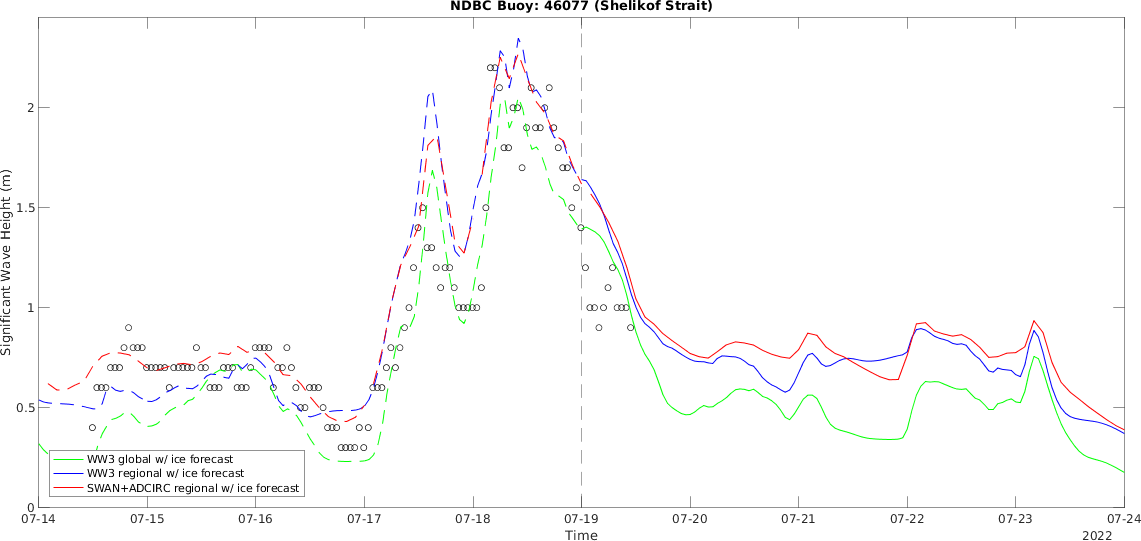 NDBC Buoy: 46077 (Shelikof Strait)
Significant Wave Height (m)
2
1.5
1
0.5
0
WW3 global w/ ice forecast
WW3 regional w/ ice forecast
SWAN+ADCIRC regional w/ ice forecast
07-14 07-15 07-16 07-17 07-18 07-19 07-20 07-21 07-22 07-23 07-24
Time
2022